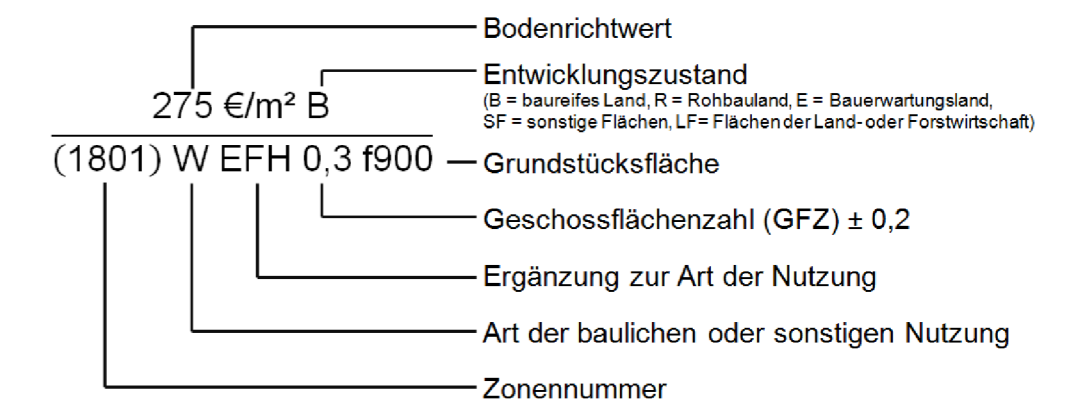 Bodenrichtwert
Entwicklungszustand
(B = baureifes Land, R = Rohbauland, E = Bauerwartungsland,
SF = sonstige Flächen, LF= Flächen der Land- oder Forstwirtschaft)
275 €/m² B
(1801) W EFH 0,3 f900
Grundstücksfläche
Geschossflächenzahl (GFZ) ± 0,2
Ergänzung zur Art der Nutzung
Art der baulichen oder sonstigen Nutzung
Zonennummer